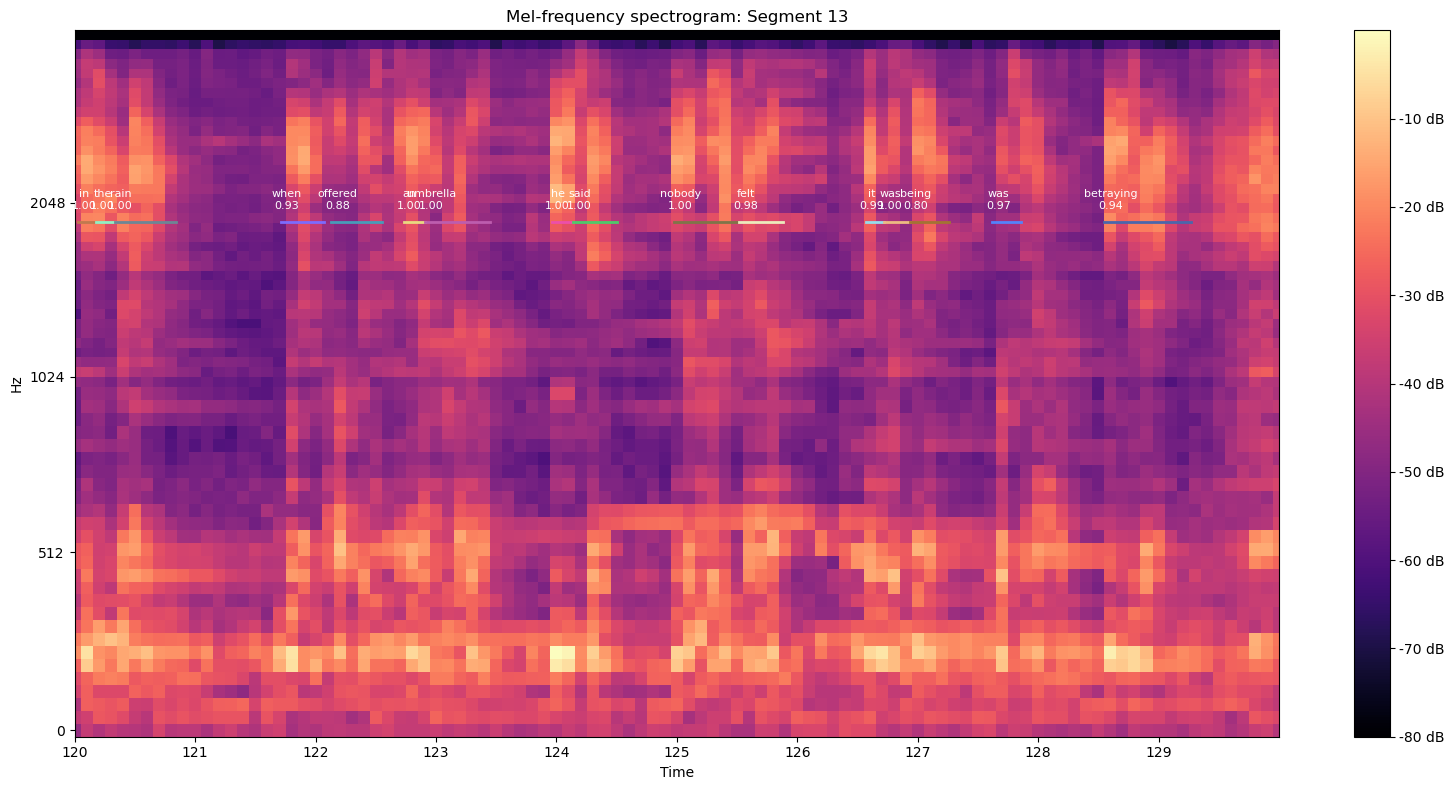 Mel-frequency spectrogram: Segment 13
in the rain when offered an umbrella he said nobody felt it was being was betraying
1.00 1.00 1.00 0.93 0.88 1.00 1.00 1.00 1.00 1.00 0.98 0.99 1.00 0.80 0.97 0.94
2048
1024
512
0
Hz
120 121 122 123 124 125 126 127 128 129
Time
-10 dB
-20 dB
-30 dB
-40 dB
-50 dB
-60 dB
-70 dB
-80 dB